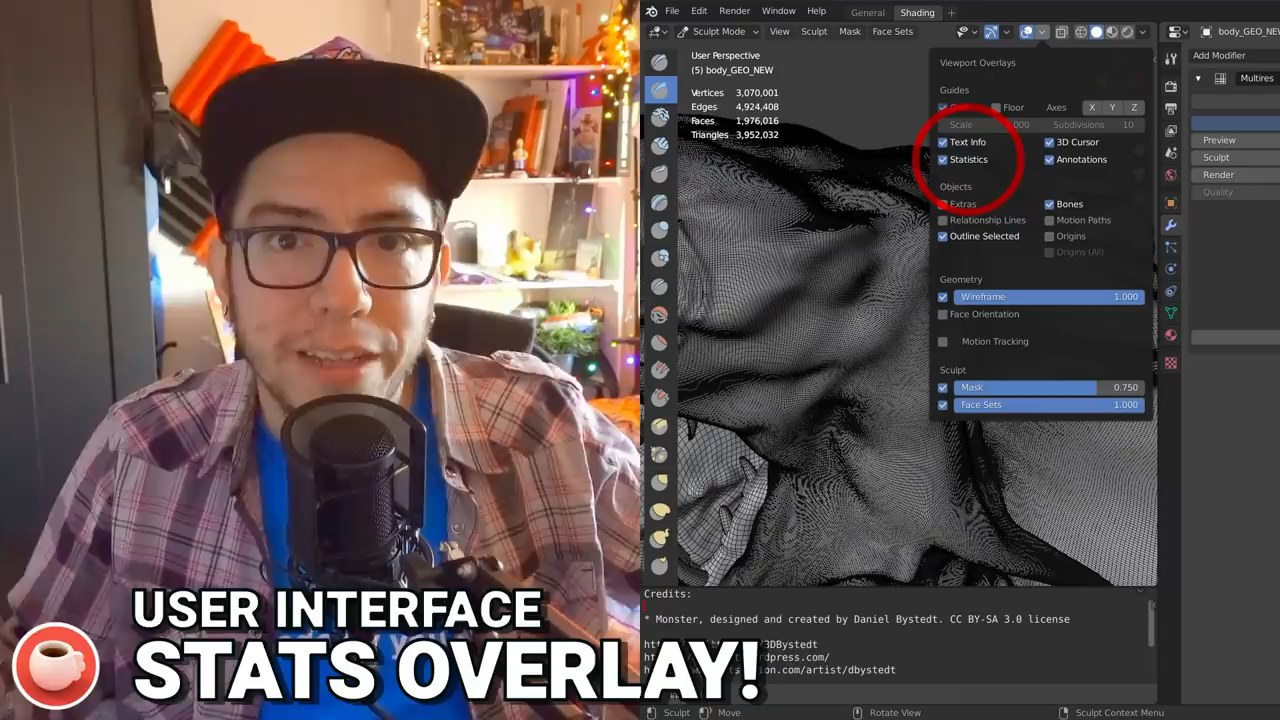 File Edit Render Window Help General Shading +
body_GEO_NEW
Sculpt Mode View Sculpt Mask Face Sets
User Perspective
(5) body_GEO_NEW
Vertices 3,070,001
Edges 4,924,408
Faces 1,976,016
Triangles 3,952,032
Viewport Overlays
Guides
Floor Axes X Y Z
Scale Subdivisions 10
Text Info 3D Cursor
Statistics Annotations
Objects
Extras Bones
Relationship Lines Motion Paths
Outline Selected Origins
Origins (All)
Geometry
Wireframe 1.000
Face Orientation
Motion Tracking
Sculpt
Mask 0.750
Face Sets 1.000
Add Modifier
Multires
Preview
Sculpt
Render
Quality
Credits:
* Monster, designed and created by Daniel Bystedt. CC BY-SA 3.0 license
/3DBystedt
rdpress.com/
tion.com/artist/dbystedt
USER INTERFACE
STATS OVERLAY!
Sculpt Move Rotate View Sculpt Context Menu